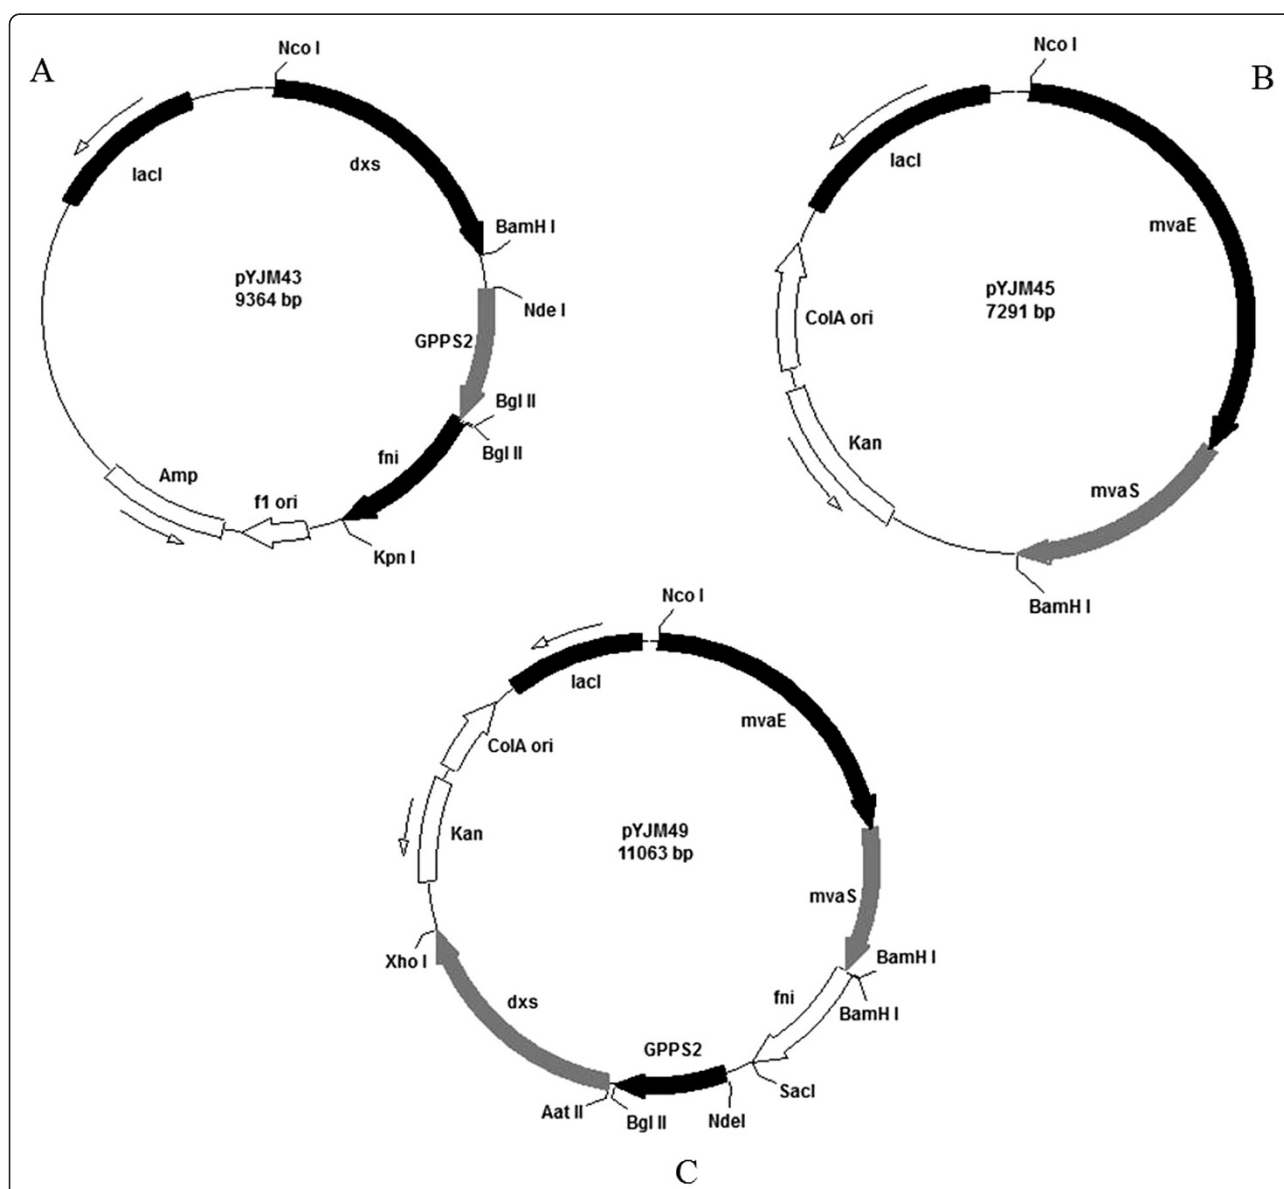 A
Nco I
lacI
dxs
BamH I
pYJM43
9364 bp
Nde I
GPPS2
Bgl II
Bgl II
fni
Amp
f1 ori
Kpn I
B
Nco I
lacI
mvaE
pYJM45
7291 bp
ColA ori
Kan
mvaS
BamH I
Nco I
lacI
mvaE
ColA ori
pYJM49
11063 bp
Kan
mvaS
BamH I
BamH I
Xho I
fni
dxs
GPPS2
SacI
Aat II
Bgl II
NdeI
C